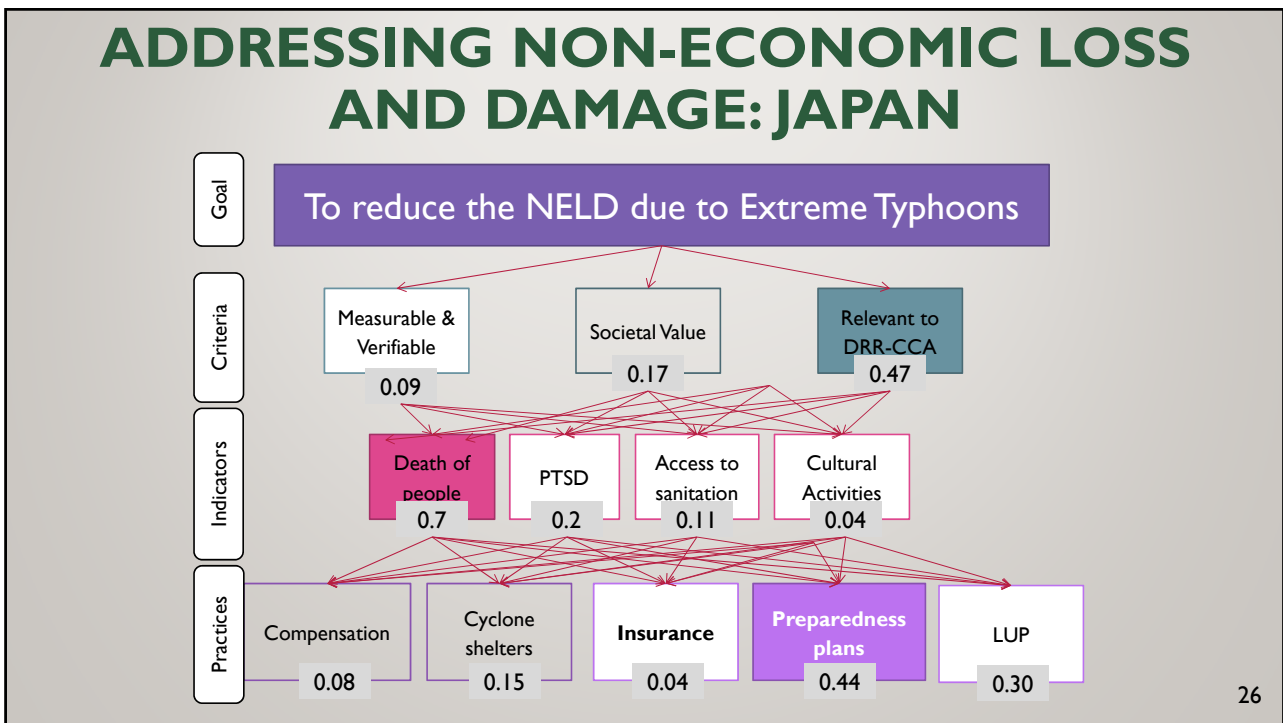 ADDRESSING NON-ECONOMIC LOSS
AND DAMAGE: JAPAN
Goal
To reduce the NELD due to Extreme Typhoons
Criteria
Measurable &
Verifiable
0.09
Societal Value
0.17
Relevant to
DRR-CCA
0.47
Indicators
Death of
people
0.7
PTSD
0.2
Access to
sanitation
0.11
Cultural
Activities
0.04
Practices
Compensation
0.08
Cyclone
shelters
0.15
Insurance
0.04
Preparedness
plans
0.44
LUP
0.30
26